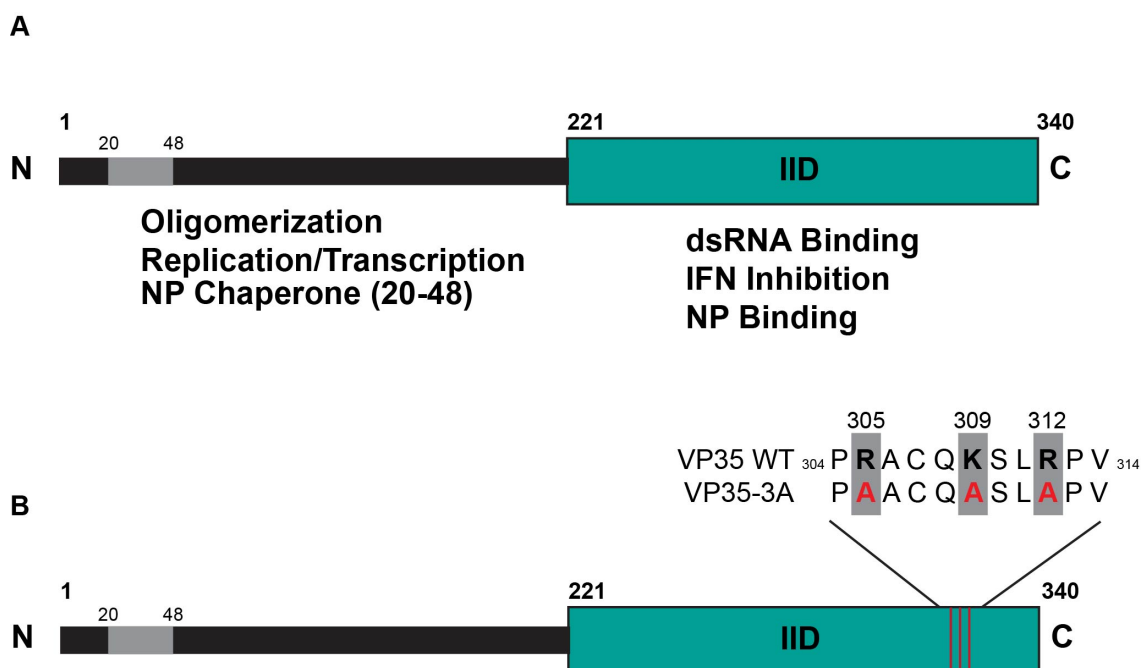 A
1 221 340
20 48
N IID C
Oligomerization
Replication/Transcription
NP Chaperone (20-48)
dsRNA Binding
IFN Inhibition
NP Binding
305 309 312
VP35 WT 304 P R A C Q K S L R P V 314
VP35-3A P A A C Q A S L A P V
B
1 221 340
20 48
N IID C